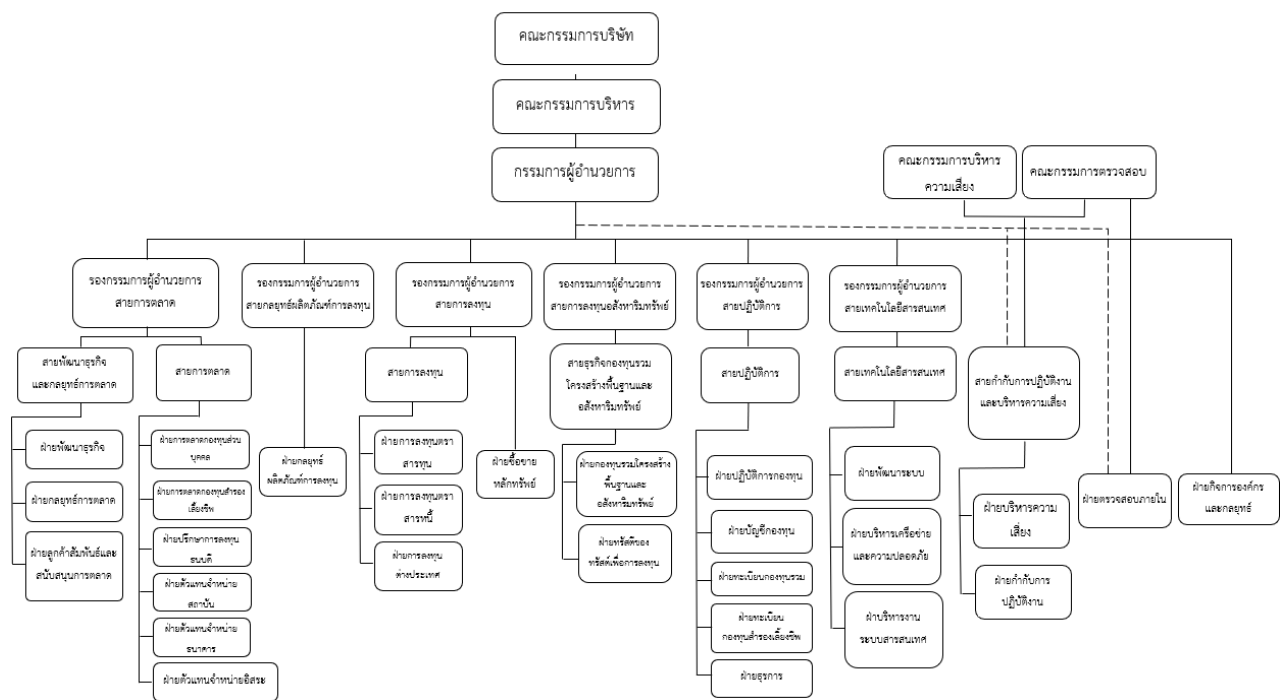 คณะกรรมการบริษัท
คณะกรรมการบริหาร
กรรมการผู้อำนวยการ
คณะกรรมการบริหาร
ความเสี่ยง
คณะกรรมการตรวจสอบ
รองกรรมการผู้อำนวยการ
สายการตลาด
รองกรรมการผู้อำนวยการ
สายกลยุทธ์ผลิตภัณฑ์การลงทุน
รองกรรมการผู้อำนวยการ
สายการลงทุน
รองกรรมการผู้อำนวยการ
สายการลงทุนอสังหาริมทรัพย์
รองกรรมการผู้อำนวยการ
สายปฏิบัติการ
รองกรรมการผู้อำนวยการ
สายเทคโนโลยีสารสนเทศ
สายพัฒนาธุรกิจ
และกลยุทธ์การตลาด
สายการตลาด
สายการลงทุน
สายธุรกิจกองทุนรวม
โครงสร้างพื้นฐานและ
อสังหาริมทรัพย์
สายปฏิบัติการ
สายเทคโนโลยีสารสนเทศ
สายกำกับการปฏิบัติงาน
และบริหารความเสี่ยง
ฝ่ายพัฒนาธุรกิจ
ฝ่ายกลยุทธ์การตลาด
ฝ่ายลูกค้าสัมพันธ์และ
สนับสนุนการตลาด
ฝ่ายการตลาดกองทุนส่วน
บุคคล
ฝ่ายการตลาดกองทุนสำรอง
เลี้ยงชีพ
ฝ่ายปรึกษาการลงทุน
ธนบดี
ฝ่ายตัวแทนจำหน่าย
สถาบัน
ฝ่ายตัวแทนจำหน่าย
ธนาคาร
ฝ่ายตัวแทนจำหน่ายอิสระ
ฝ่ายกลยุทธ์
ผลิตภัณฑ์การลงทุน
ฝ่ายการลงทุนตรา
สารทุน
ฝ่ายการลงทุนตรา
สารหนี้
ฝ่ายการลงทุน
ต่างประเทศ
ฝ่ายซื้อขาย
หลักทรัพย์
ฝ่ายกองทุนรวมโครงสร้าง
พื้นฐานและ
อสังหาริมทรัพย์
ฝ่ายทรัสตีของ
ทรัสต์เพื่อการลงทุน
ฝ่ายปฏิบัติการกองทุน
ฝ่ายบัญชีกองทุน
ฝ่ายทะเบียนกองทุนรวม
ฝ่ายทะเบียน
กองทุนสำรองเลี้ยงชีพ
ฝ่ายธุรการ
ฝ่ายพัฒนาระบบ
ฝ่ายบริหารเครือข่าย
และความปลอดภัย
ฝ่าบริหารงาน
ระบบสารสนเทศ
ฝ่ายบริหารความ
เสี่ยง
ฝ่ายกำกับการ
ปฏิบัติงาน
ฝ่ายตรวจสอบภายใน
ฝ่ายกิจการองค์กร
และกลยุทธ์